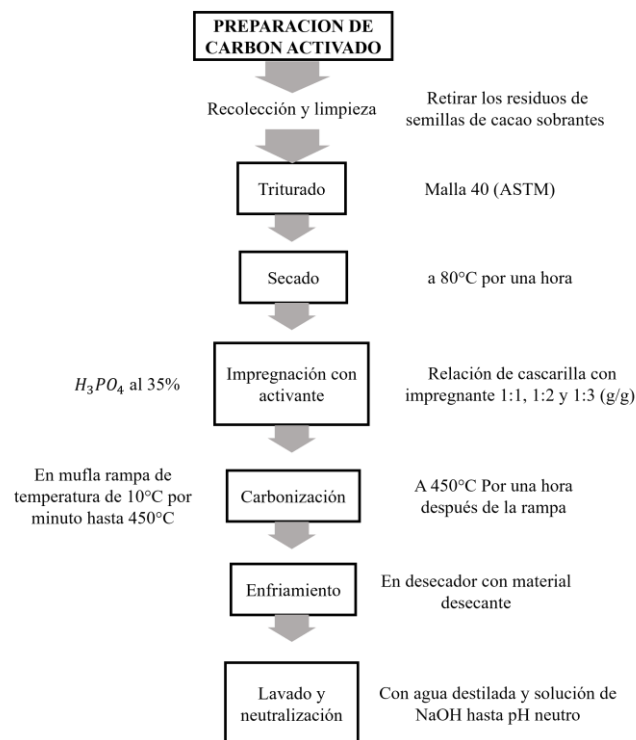 PREPARACION DE
CARBON ACTIVADO
Recolección y limpieza
Retirar los residuos de
semillas de cacao sobrantes
Triturado
Malla 40 (ASTM)
Secado
a 80°C por una hora
H₃PO₄ al 35%
Impregnación con
activante
Relación de cascarilla con
impregnante 1:1, 1:2 y 1:3 (g/g)
En mufla rampa de
temperatura de 10°C por
minuto hasta 450°C
Carbonización
A 450°C Por una hora
después de la rampa
Enfriamiento
En desecador con material
desecante
Lavado y
neutralización
Con agua destilada y solución de
NaOH hasta pH neutro